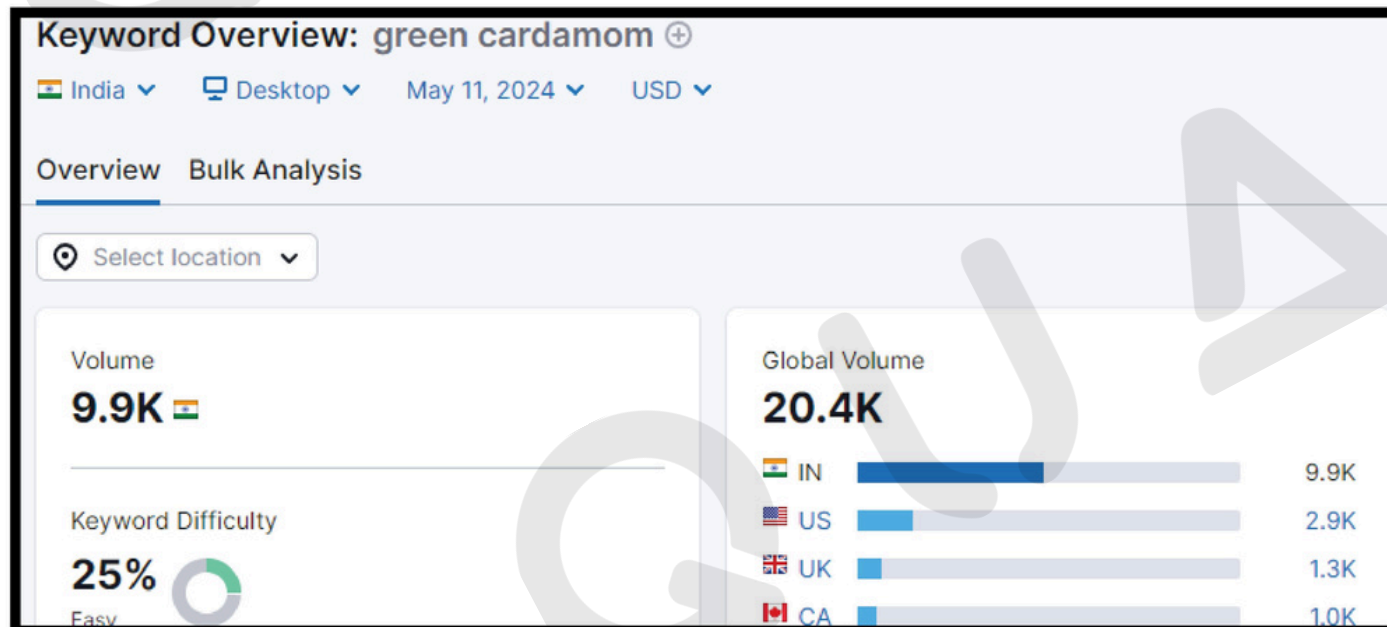 Keyword Overview: green cardamom
India Desktop May 11, 2024 USD
Overview Bulk Analysis
Select location
Volume
9.9K
Keyword Difficulty
25%
Easy
Global Volume
20.4K
IN 9.9K
US 2.9K
UK 1.3K
CA 1.0K
QUA